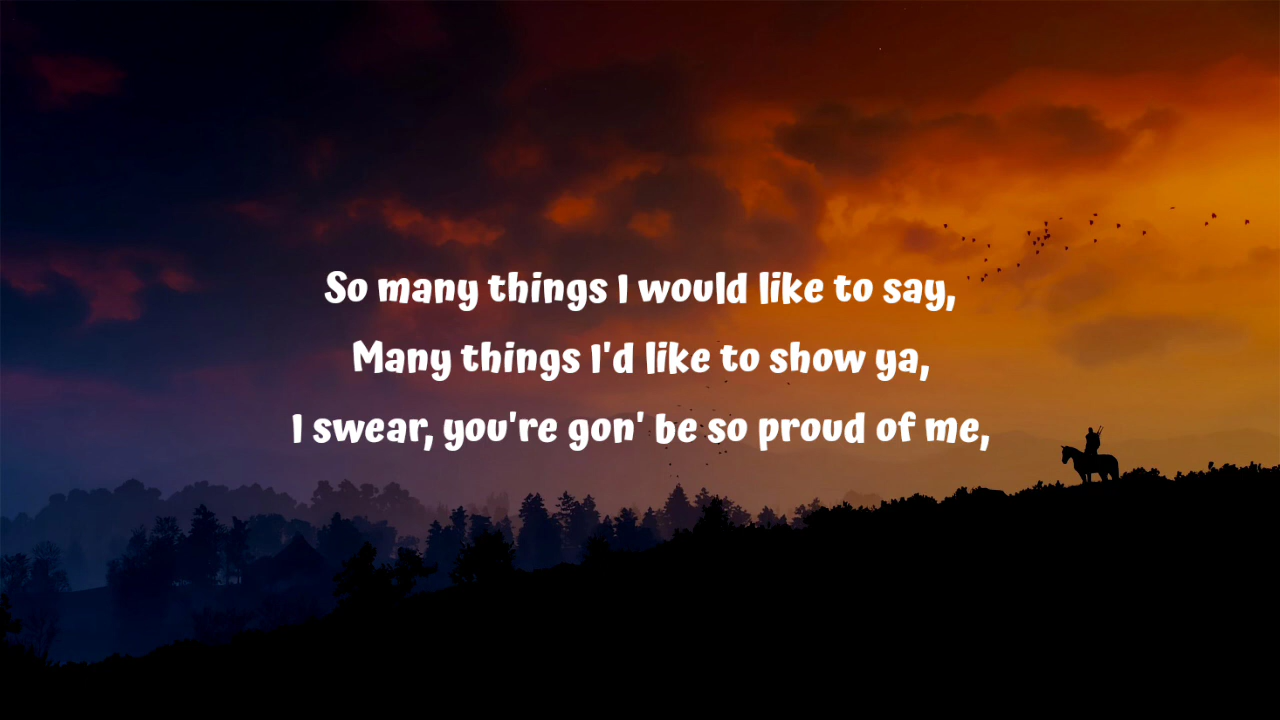 So many things I would like to say,
Many things I'd like to show ya,
I swear, you're gon' be so proud of me,